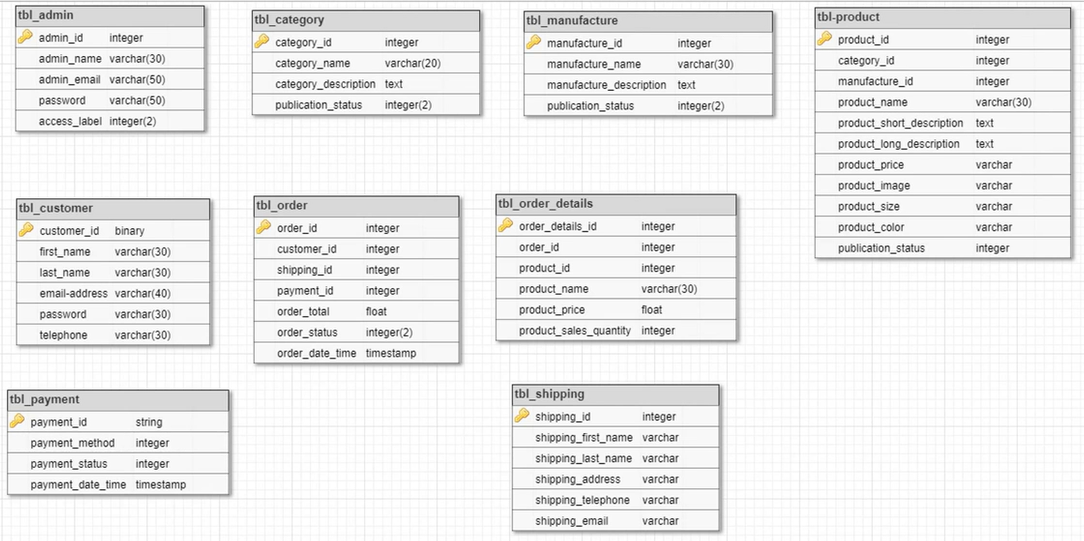 tbl_admin
admin_id integer
admin_name varchar(30)
admin_email varchar(50)
password varchar(50)
access_label integer(2)
tbl_category
category_id integer
category_name varchar(20)
category_description text
publication_status integer(2)
tbl_manufacture
manufacture_id integer
manufacture_name varchar(30)
manufacture_description text
publication_status integer(2)
tbl-product
product_id integer
category_id integer
manufacture_id integer
product_name varchar(30)
product_short_description text
product_long_description text
product_price varchar
product_image varchar
product_size varchar
product_color varchar
publication_status integer
tbl_customer
customer_id binary
first_name varchar(30)
last_name varchar(30)
email-address varchar(40)
password varchar(30)
telephone varchar(30)
tbl_order
order_id integer
customer_id integer
shipping_id integer
payment_id integer
order_total float
order_status integer(2)
order_date_time timestamp
tbl_order_details
order_details_id integer
order_id integer
product_id integer
product_name varchar(30)
product_price float
product_sales_quantity integer
tbl_payment
payment_id string
payment_method integer
payment_status integer
payment_date_time timestamp
tbl_shipping
shipping_id integer
shipping_first_name varchar
shipping_last_name varchar
shipping_address varchar
shipping_telephone varchar
shipping_email varchar